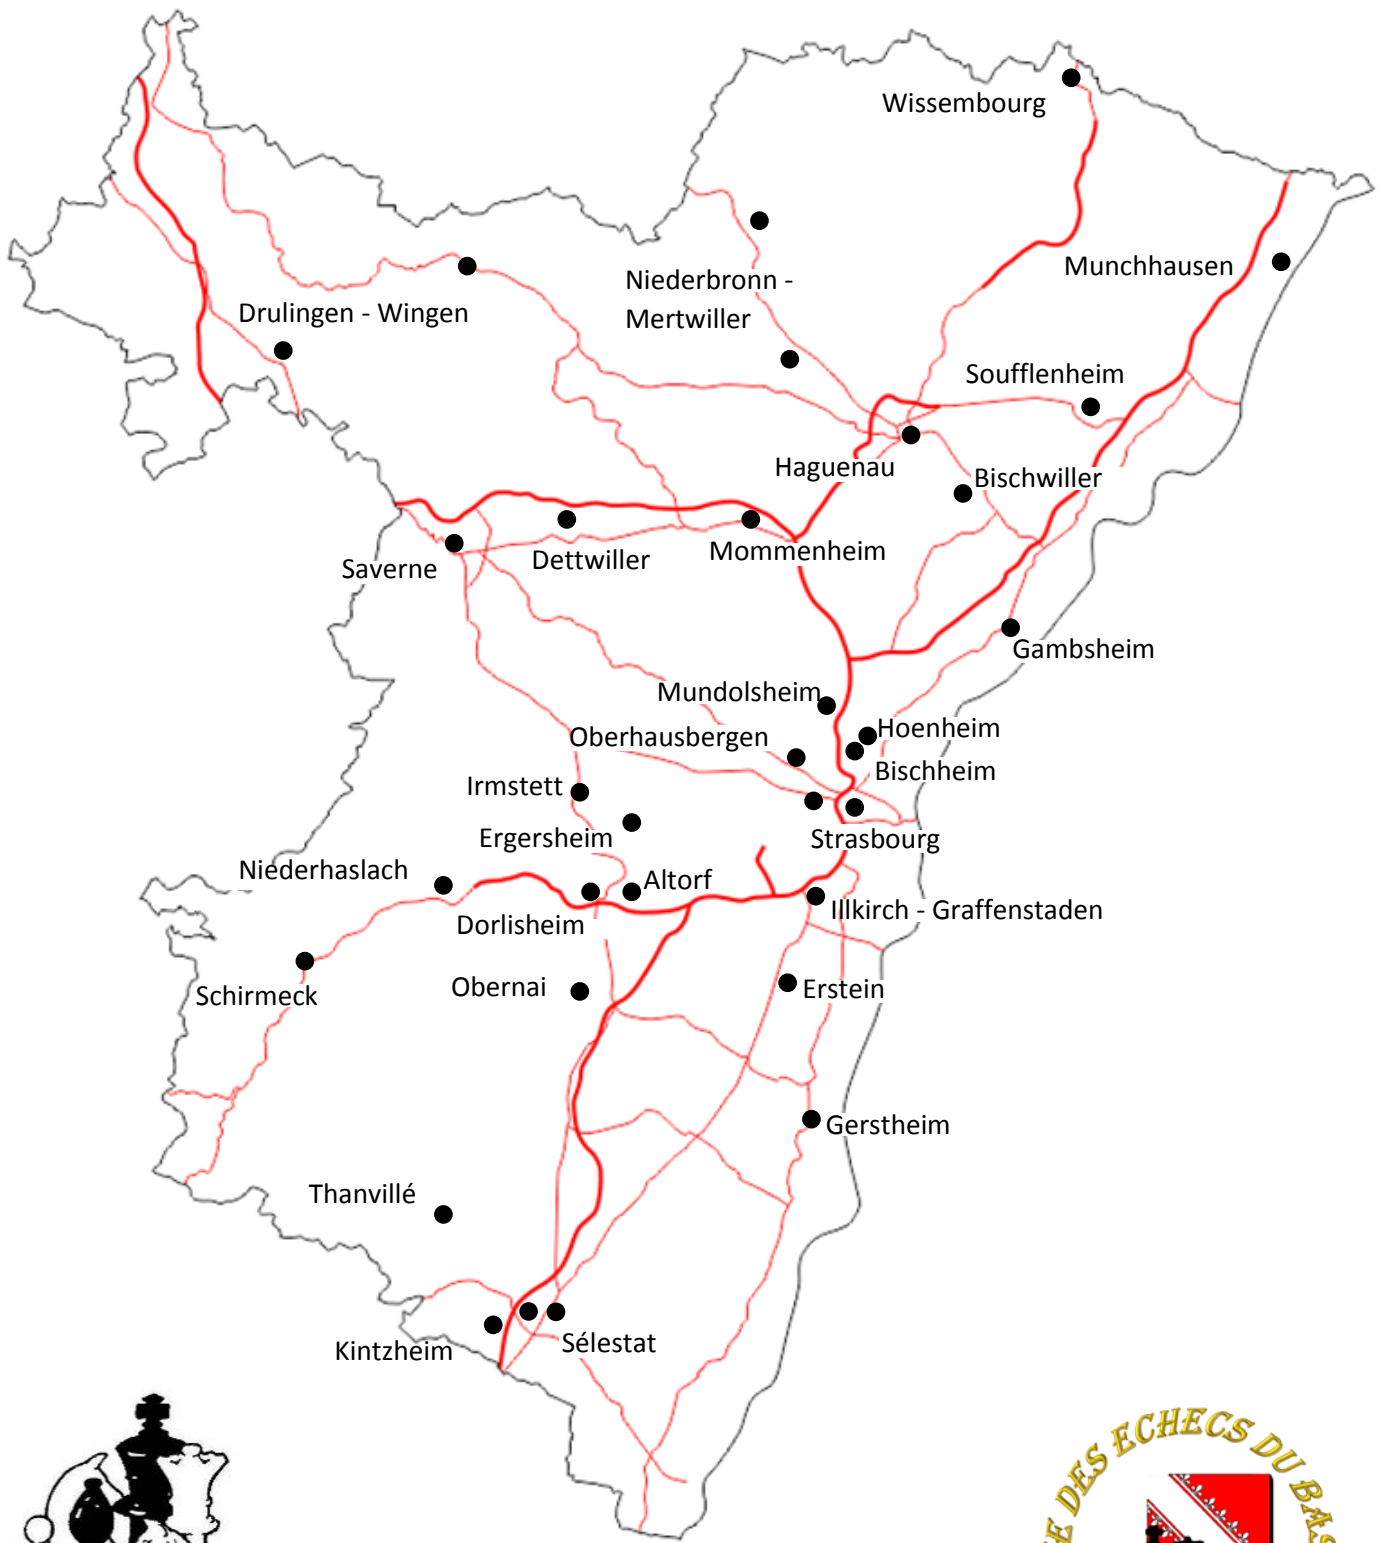 Wissembourg
Munchhausen
Niederbronn -
Mertwiller
Drulingen - Wingen
Soufflenheim
Haguenau
Bischwiller
Mommenheim
Dettwiller
Saverne
Gambsheim
Mundolsheim
Hoenheim
Oberhausbergen
Bischheim
Irmstett
Ergersheim
Strasbourg
Niederhaslach
Altorf
Illkirch - Graffenstaden
Dorlisheim
Obernai
Erstein
Schirmeck
Gerstheim
Thanvillé
Sélestat
Kintzheim
DES ECHECS DU